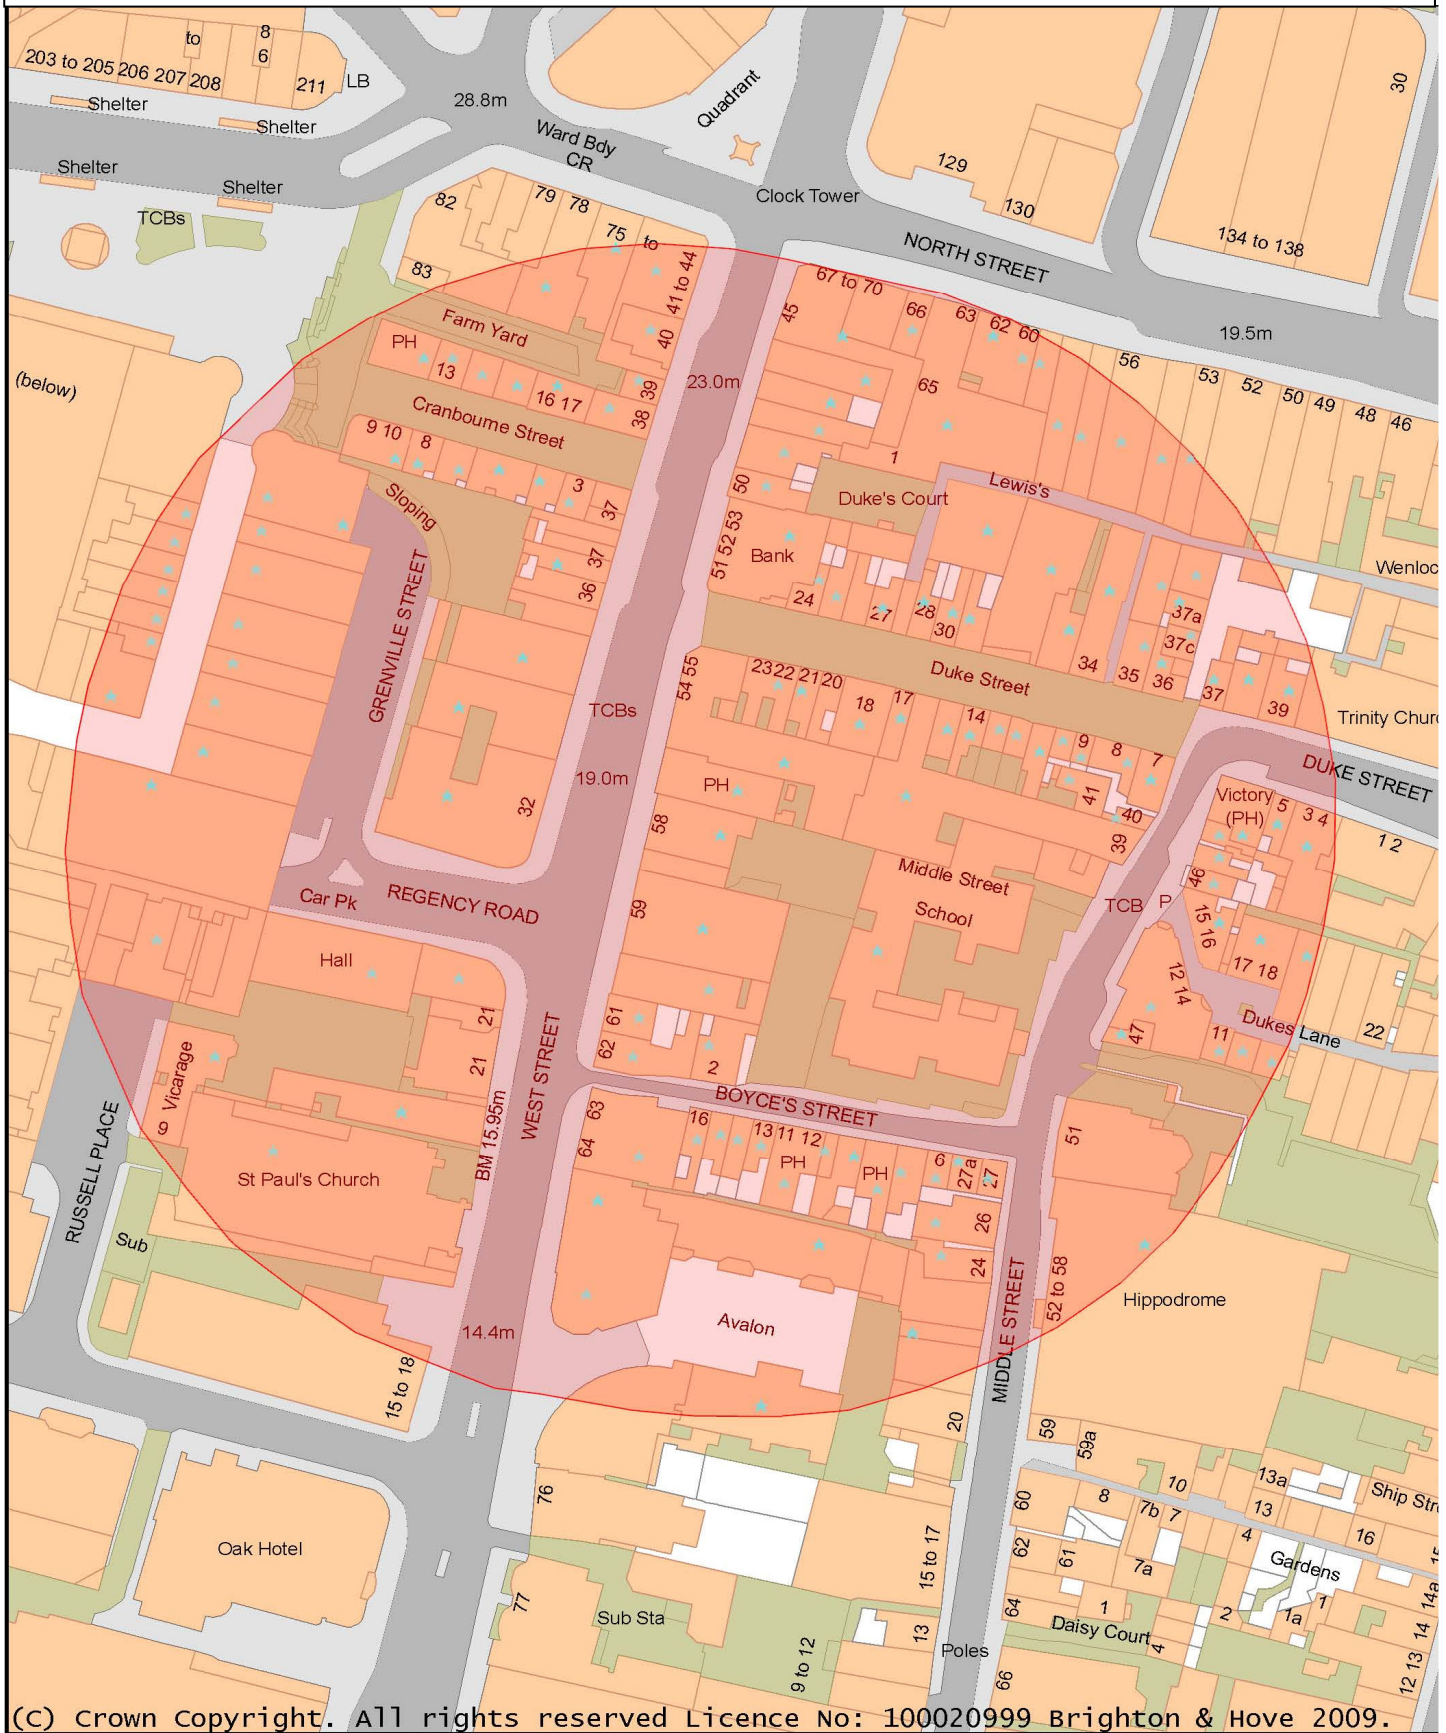 to
8
6
203 to 205 206 207 208
211
LB
30
Shelter
Shelter
28.8m
Quadrant
Ward Bdy
CR
129
130
Shelter
Shelter
Clock Tower
TCBs
82
79 78
75 to
134 to 138
NORTH STREET
83
41 to 44
67 to 70
45
66
63
62
60
19.5m
Farm Yard
40
PH
13
16 17
39
38
23.0m
65
56
53
52
50 49
48
46
(below)
Cranbourne Street
9 10
8
3
37
1
50
Lewis's
Duke's Court
Sloping
51 52 53
Bank
37
36
24
27
28
30
Wenloc
GRENVILLE STREET
37a
37c
34
35
36
37
39
54 55
23 22 21 20
18
17
14
Duke Street
TCBs
Trinity Churc
9
8
7
DUKE STREET
19.0m
PH
32
58
41
40
39
Victory
(PH)
5
3 4
1 2
Middle Street
School
46
TCB
P
Car Pk
REGENCY ROAD
59
15 16
17 18
Hall
12 14
21
61
62
47
11
Dukes Lane
22
21
2
Vicarage
9
WEST STREET
BOYCE'S STREET
63
64
16
13 11 12
PH
PH
6
27a
27
51
BM 15.95m
St Paul's Church
RUSSELL PLACE
Sub
26
24
52 to 58
Hippodrome
Avalon
14.4m
MIDDLE STREET
15 to 18
20
59
59a
76
60
8
10
7b
7
13a
13
Ship Str
16
4
62
61
7a
Gardens
15 to 17
Oak Hotel
77
Sub Sta
64
1
2
1a
1
14a
14
Daisy Court
4
13
9 to 12
Poles
66
12 13
(C) Crown Copyright. All rights reserved Licence No: 100020999 Brighton & Hove 2009.